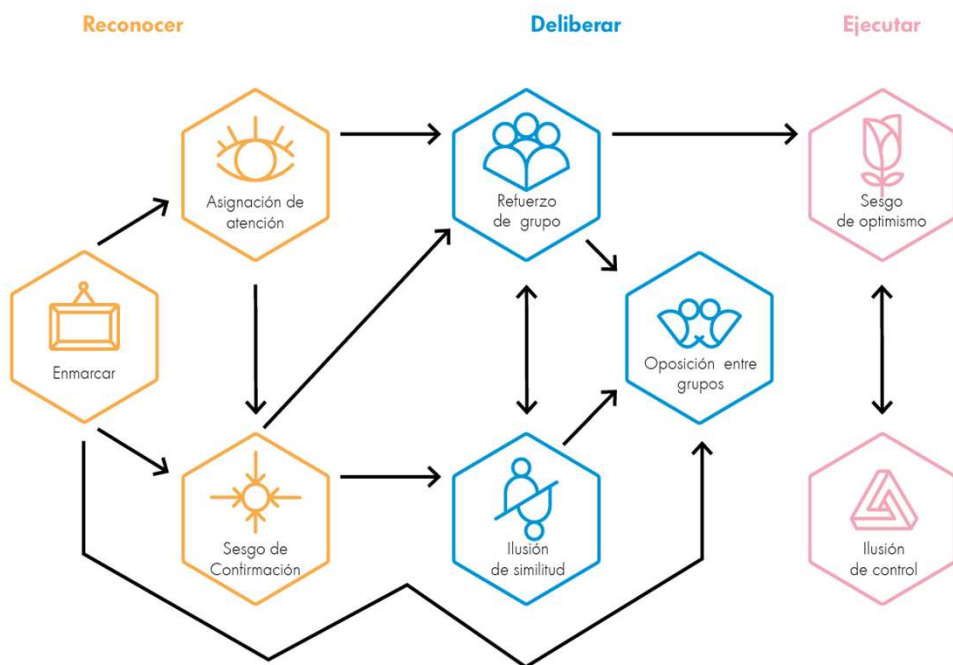 Reconocer
Deliberar
Ejecutar
Asignación de
atención
Refuerzo
de grupo
Sesgo
de optimismo
Enmarcar
Oposición entre
grupos
Sesgo de
Confirmación
Ilusión
de similitud
Ilusión
de control